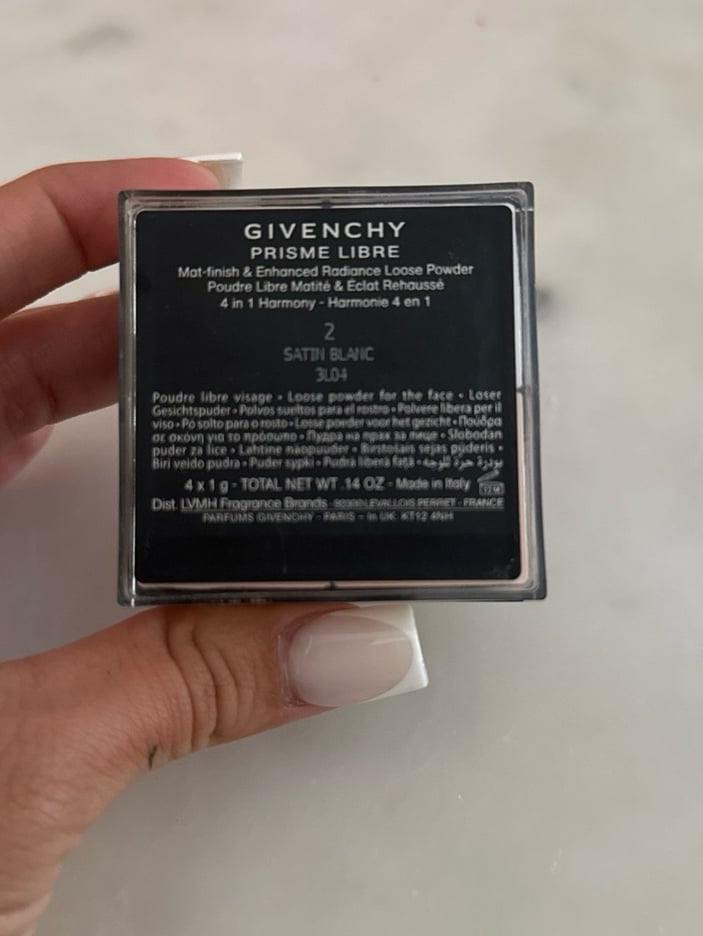 GIVENCHY
PRISME LIBRE
Mat-finish & Enhanced Radiance Loose Powder
Poudre Libre Matité & Éclat Rehaussé
4 in 1 Harmony - Harmonie 4 en 1
2
SATIN BLANC
3L04
Poudre libre visage • Loose powder for the face • Loser
Gesichtspuder • Polvos sueltos para el rostro • Polvere libera per il
viso • Pó solto para o rosto • Losse poeder voor het gezicht • Πούδρα
σε σκόνη για το πρόσωπο • Пудра на прах за лице • Slobodan
puder za lice • Lahtine näopuuder • Birstošais sejas pūderis •
Biri veido pudra • Puder sypki • Pudră liberă față • بودرة حرة للوجه
4 x 1 g - TOTAL NET WT .14 OZ - Made in Italy
12 M
Dist. LVMH Fragrance Brands - 92300 LEVALLOIS PERRET - FRANCE
PARFUMS GIVENCHY - PARIS - In UK: KT12 4NH